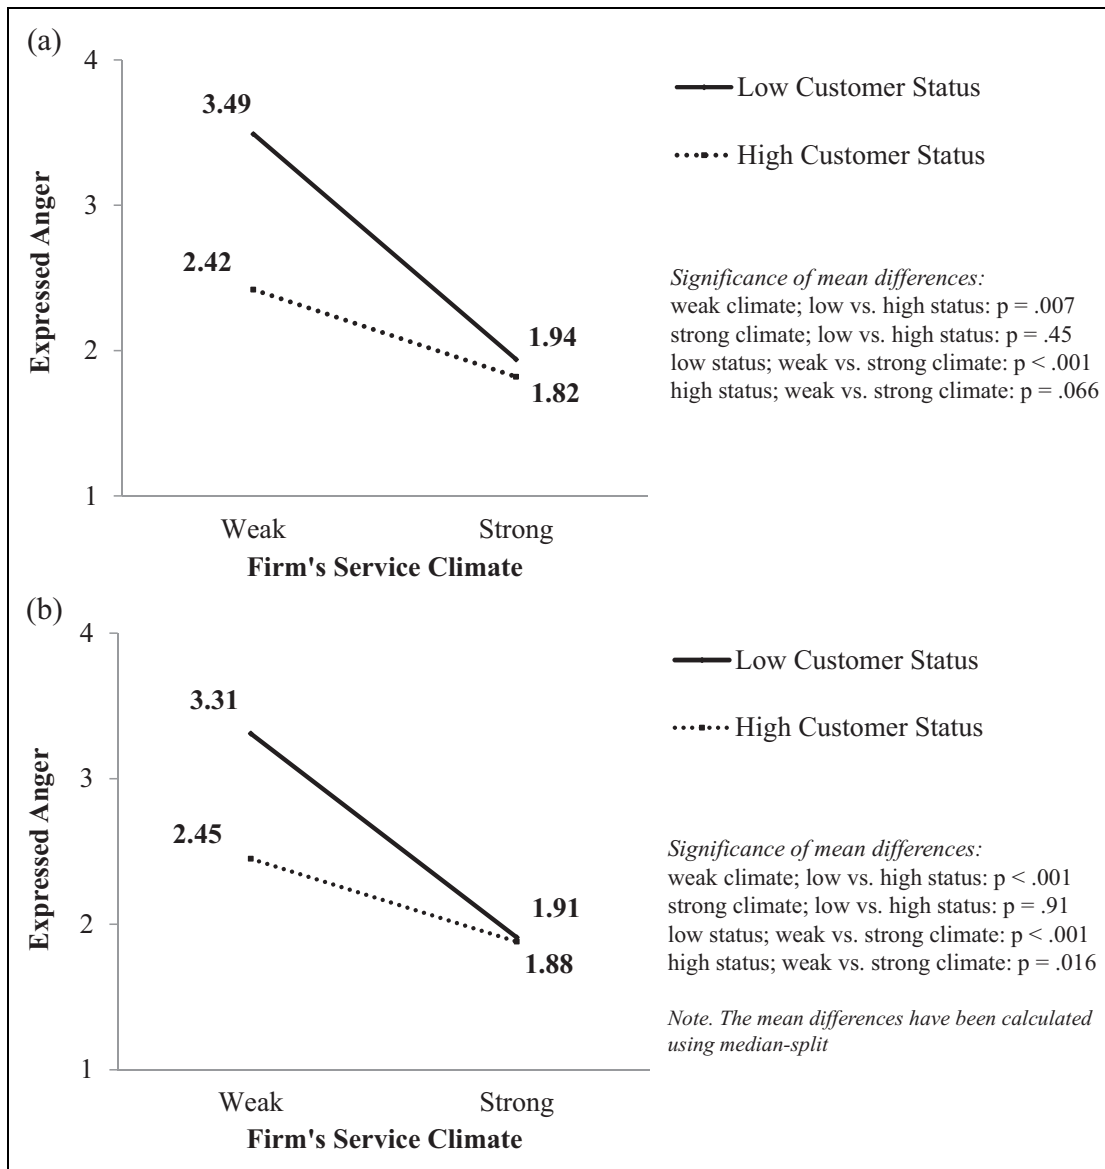 (a)
4
3
2
1
Expressed Anger
3.49
2.42
1.94
1.82
Weak
Strong
Firm's Service Climate
Low Customer Status
High Customer Status
Significance of mean differences:
weak climate; low vs. high status: p = .007
strong climate; low vs. high status: p = .45
low status; weak vs. strong climate: p < .001
high status; weak vs. strong climate: p = .066
(b)
4
3
2
1
Expressed Anger
3.31
2.45
1.91
1.88
Weak
Strong
Firm's Service Climate
Low Customer Status
High Customer Status
Significance of mean differences:
weak climate; low vs. high status: p < .001
strong climate; low vs. high status: p = .91
low status; weak vs. strong climate: p < .001
high status; weak vs. strong climate: p = .016
Note. The mean differences have been calculated
using median-split